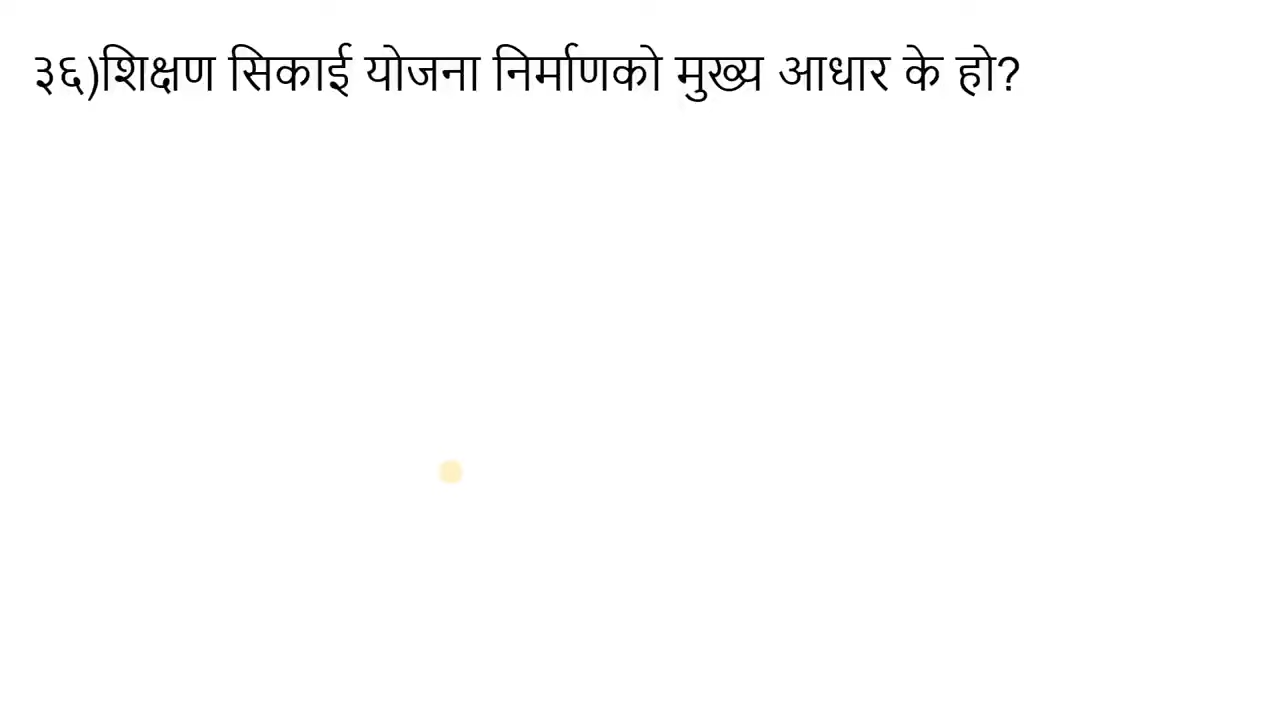 ३६)शिक्षण सिकाई योजना निर्माणको मुख्य आधार के हो?